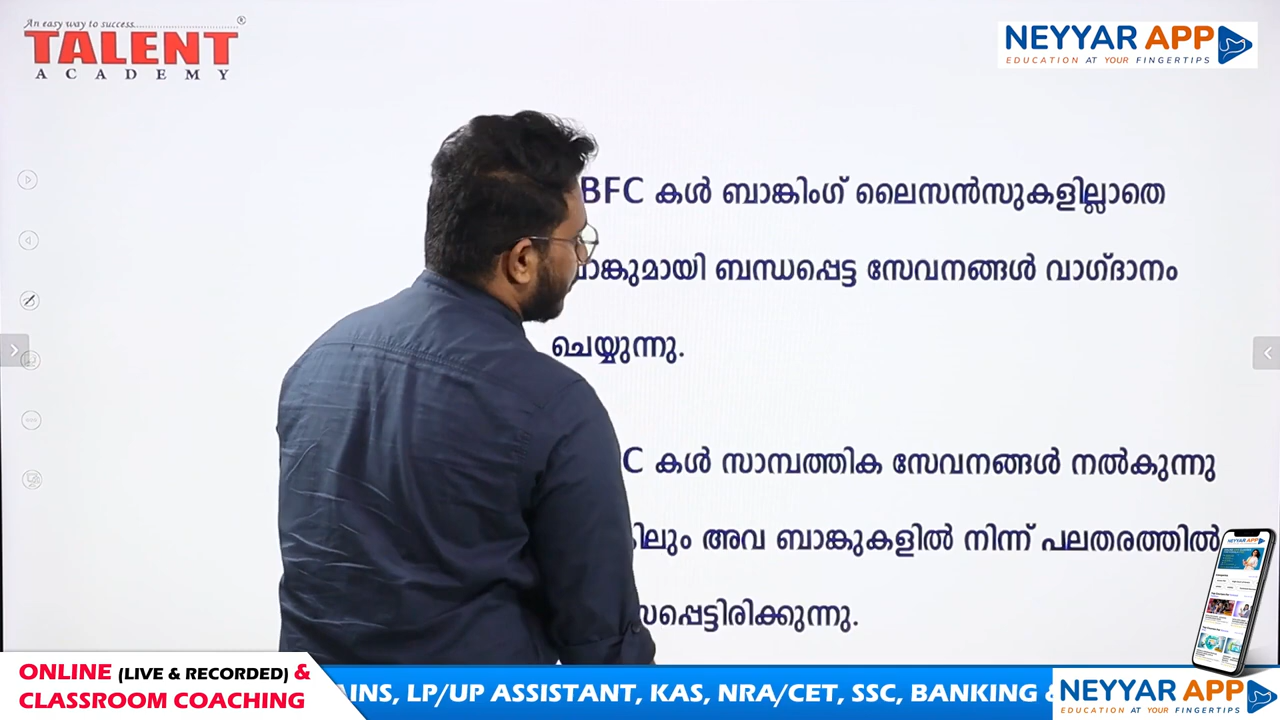 An easy way to success
TALENT
ACADEMY
NEYYAR APP
EDUCATION AT YOUR FINGERTIPS
BFC കൾ ബാങ്കിംഗ് ലൈസൻസുകളില്ലാതെ
ബന്ധപ്പെട്ട സേവനങ്ങൾ വാഗ്ദാനം
ചെയ്യുന്നു.
C കൾ സാമ്പത്തിക സേവനങ്ങൾ നൽകുന്നു
അവ ബാങ്കുകളിൽ നിന്ന് പലതരത്തിൽ
ONLINE (LIVE & RECORDED) &
CLASSROOM COACHING
AINS, LP/UP ASSISTANT, KAS, NRA/CET, SSC, BANKING &
NEYYAR APP
EDUCATION AT YOUR FINGERTIPS